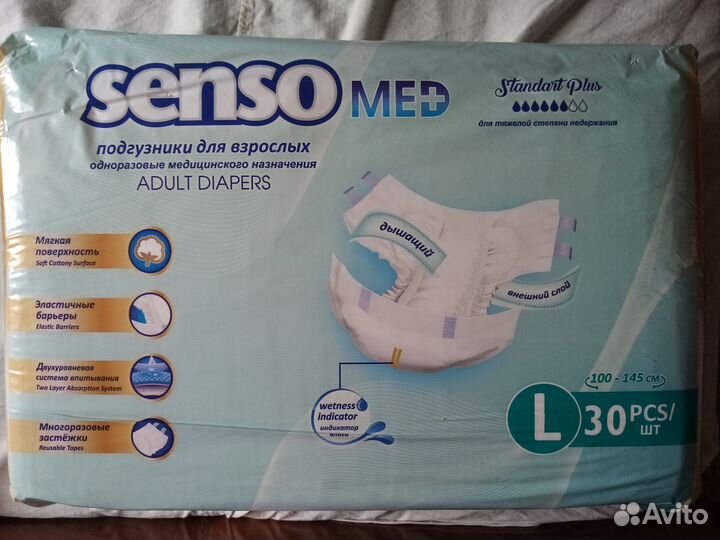 senso MED
Standart Plus
для тяжелой степени недержания
подгузники для взрослых
одноразовые медицинского назначения
ADULT DIAPERS
Мягкая
поверхность
Soft Cottony Surface
Эластичные
барьеры
Elastic Barriers
Двухуровневая
система впитывания
Two Layer Absorption System
Многоразовые
застёжки
Reusable Tapes
дышащий
внешний слой
wetness
indicator
индикатор
влаги
100 - 145 см
L 30 PCS/
шт
Avito